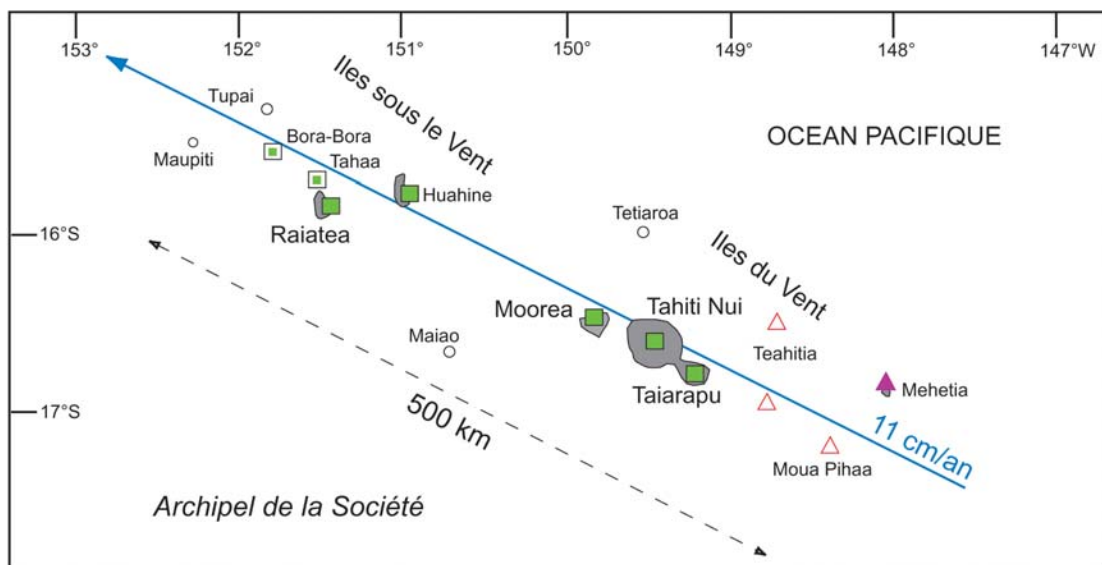 153°
152°
151°
150°
149°
148°
147°W
Iles sous le Vent
Tupai
OCEAN PACIFIQUE
Bora-Bora
Maupiti
Tahaa
Huahine
Tetiaroa
16°S
Raiatea
Iles du Vent
Moorea
Tahiti Nui
Maiao
Teahitia
Mehetia
Taiarapu
17°S
500 km
11 cm/an
Moua Pihaa
Archipel de la Société